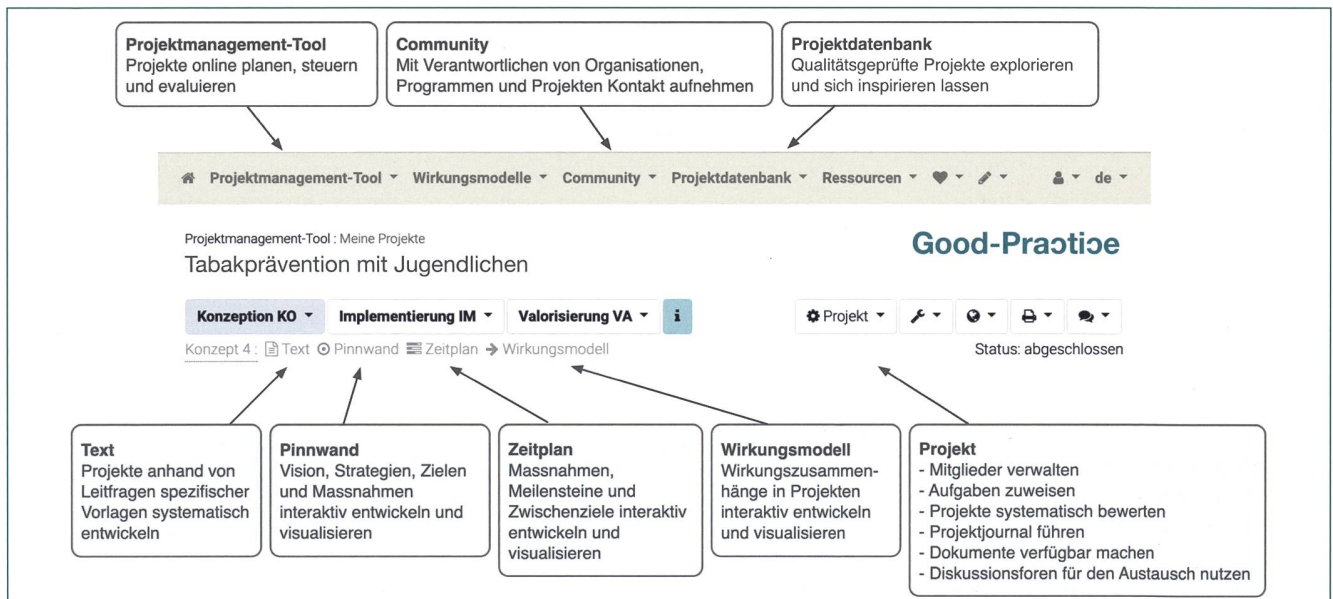 Projektmanagement-Tool
Projekte online planen, steuern
und evaluieren
Community
Mit Verantwortlichen von Organisationen,
Programmen und Projekten Kontakt aufnehmen
Projektdatenbank
Qualitätsgeprüfte Projekte explorieren
und sich inspirieren lassen
Projektmanagement-Tool Wirkungsmodelle Community Projektdatenbank Ressourcen de
Projektmanagement-Tool : Meine Projekte
Tabakprävention mit Jugendlichen
Good-Practice
Konzeption KO Implementierung IM Valorisierung VA i Projekt
Konzept 4 : Text Pinnwand Zeitplan Wirkungsmodell
Status: abgeschlossen
Text
Projekte anhand von
Leitfragen spezifischer
Vorlagen systematisch
entwickeln
Pinnwand
Vision, Strategien, Zielen
und Massnahmen
interaktiv entwickeln und
visualisieren
Zeitplan
Massnahmen,
Meilensteine und
Zwischenziele interaktiv
entwickeln und
visualisieren
Wirkungsmodell
Wirkungszusammen-
hänge in Projekten
interaktiv entwickeln
und visualisieren
Projekt
- Mitglieder verwalten
- Aufgaben zuweisen
- Projekte systematisch bewerten
- Projektjournal führen
- Dokumente verfügbar machen
- Diskussionsforen für den Austausch nutzen